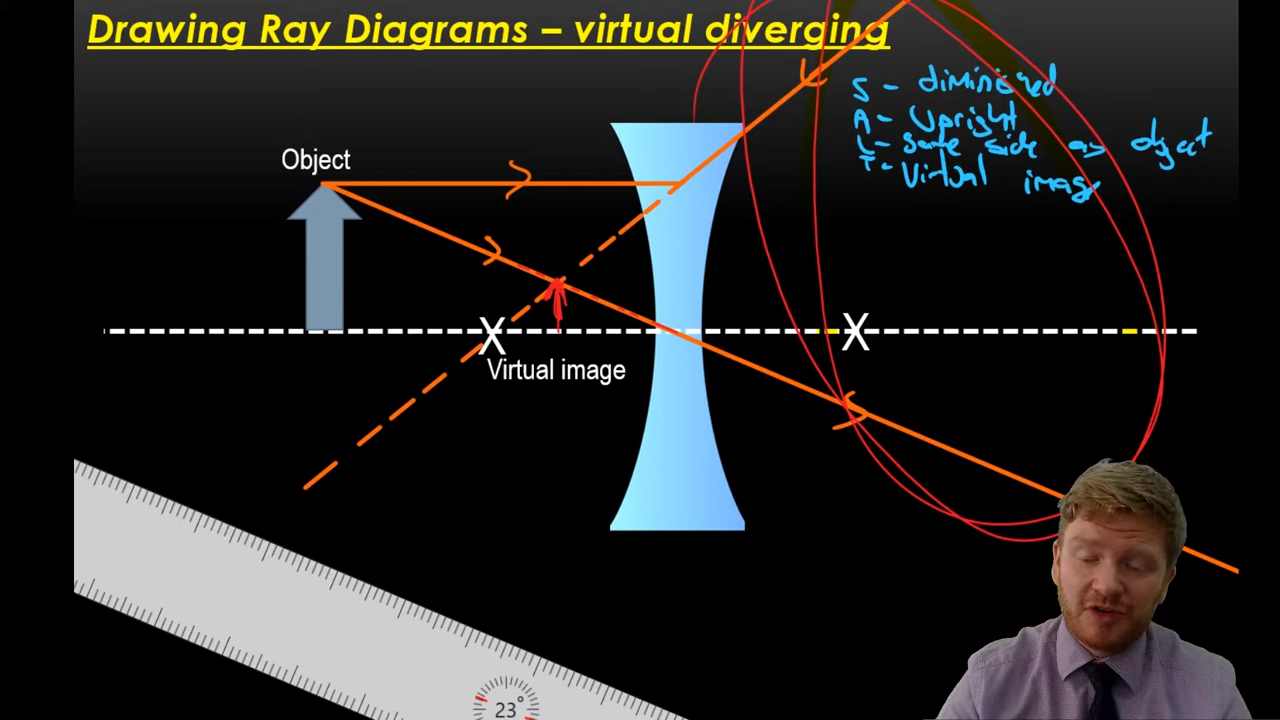 Drawing Ray Diagrams – virtual diverging
S - diminished
A - Upright
L - same side as object
T - Virtual image
Object
X
X
Virtual image
23°